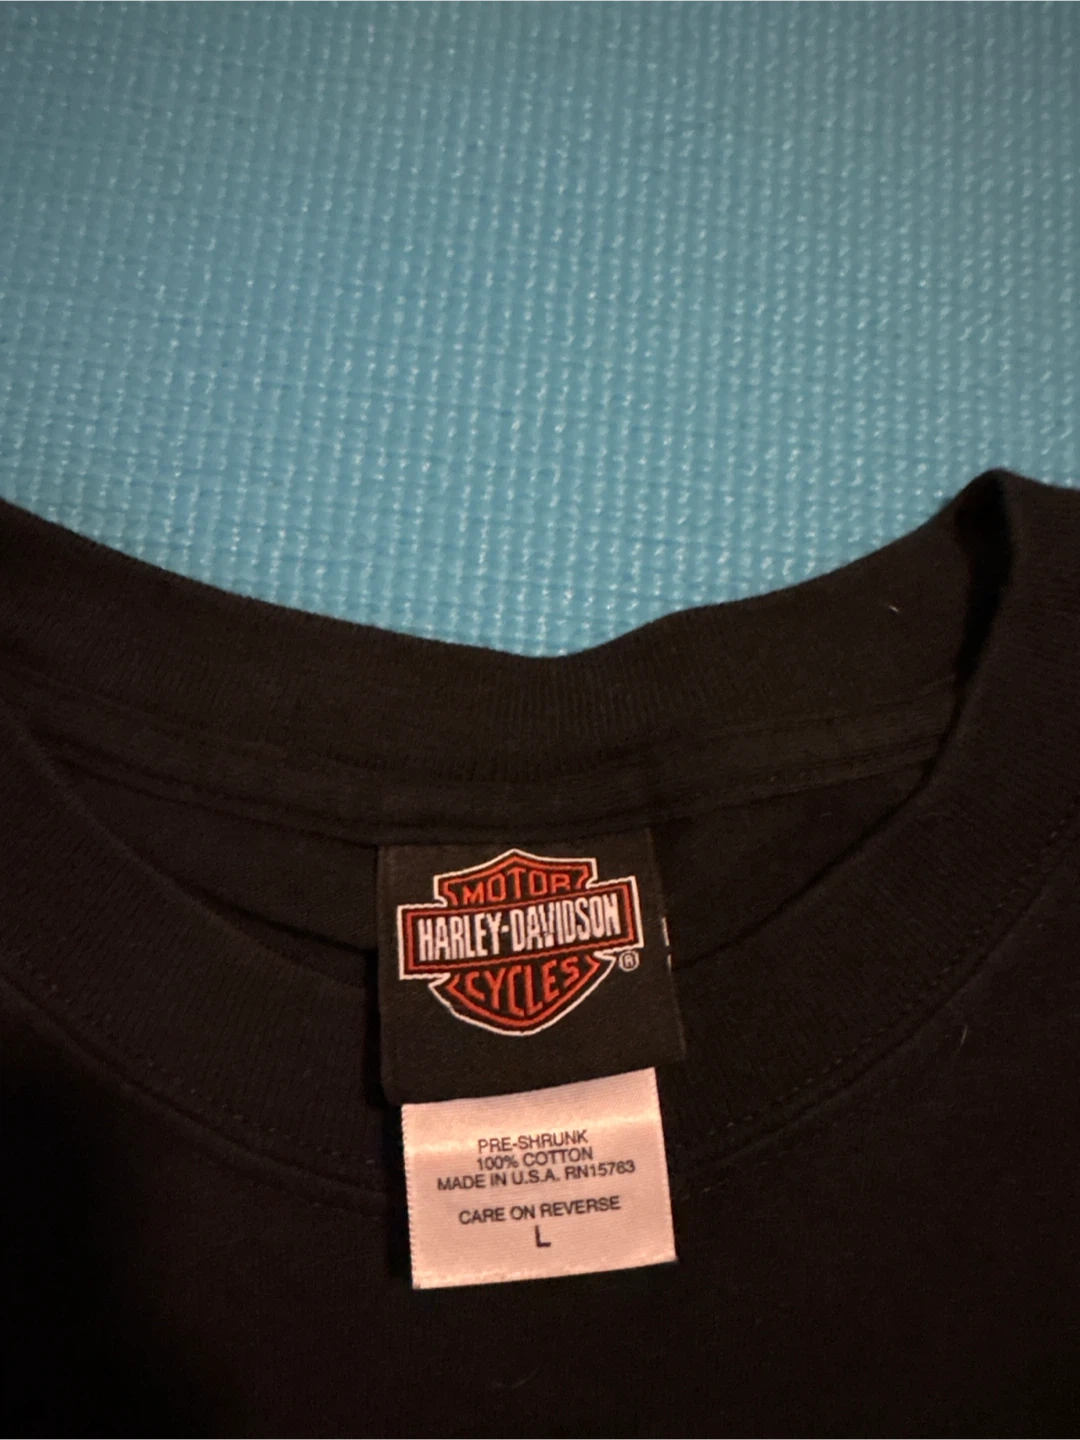 MOTOR
HARLEY-DAVIDSON
CYCLES
®
PRE-SHRUNK
100% COTTON
MADE IN U.S.A. RN15763
CARE ON REVERSE
L